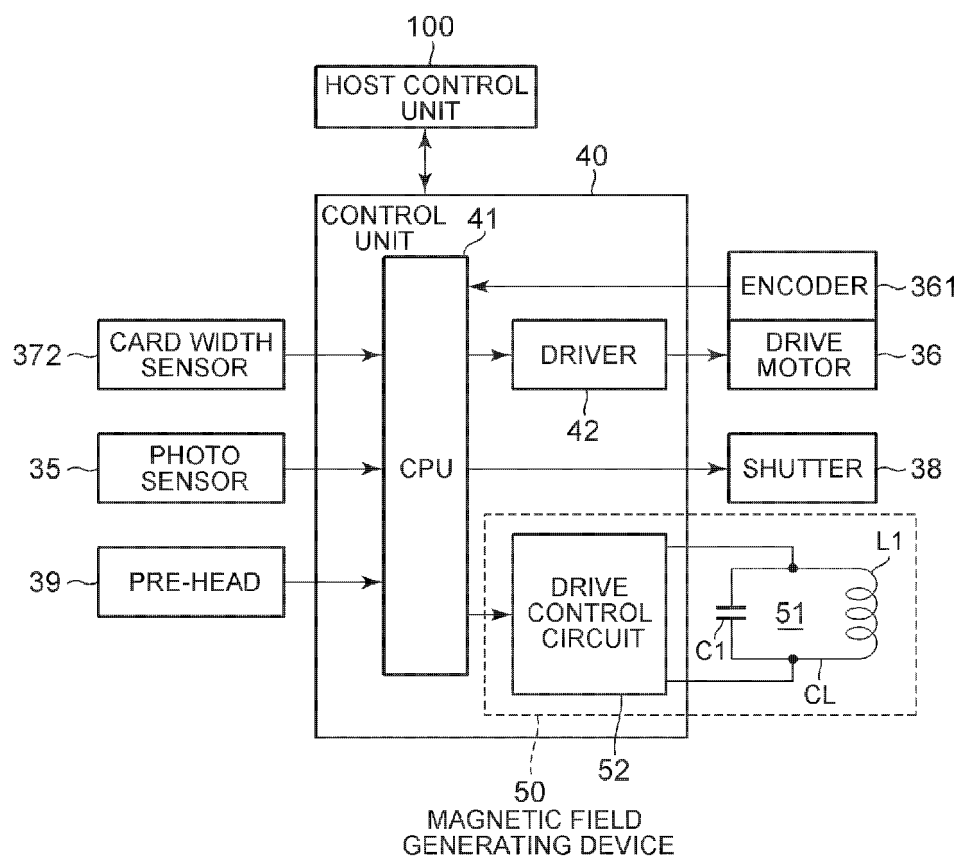 100
HOST CONTROL
UNIT
40
CONTROL
UNIT
41
ENCODER
361
372
CARD WIDTH
SENSOR
DRIVER
DRIVE
MOTOR
36
42
35
PHOTO
SENSOR
CPU
SHUTTER
38
39
PRE-HEAD
DRIVE
CONTROL
CIRCUIT
L1
51
C1
CL
52
50
MAGNETIC FIELD
GENERATING DEVICE